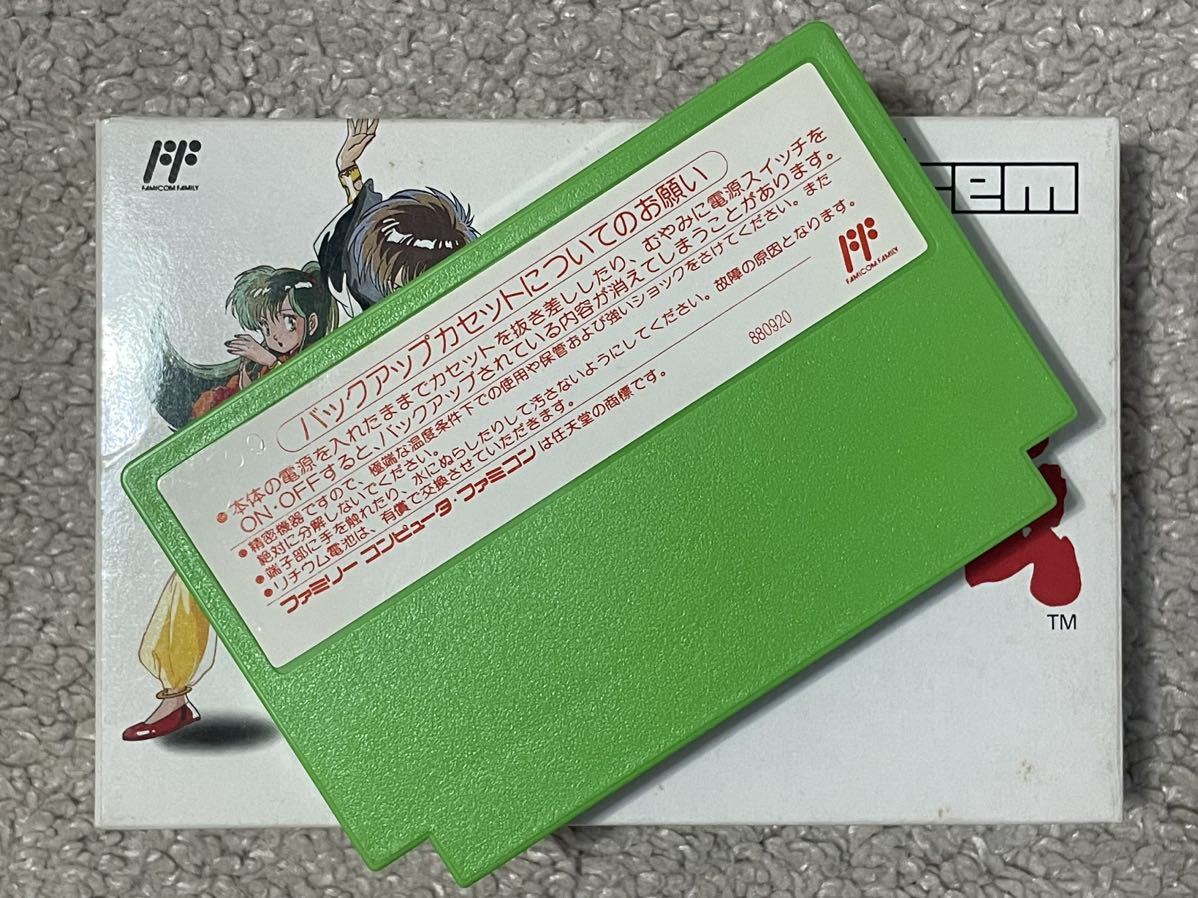 FAMICOM FAMILY
em
バックアップカセットについてのお願い
●本体の電源を入れたままでカセットを抜き差ししたり、むやみに電源スイッチを
ON・OFFすると、バックアップされている内容が消えてしまうことがあります。
●精密機器ですので、極端な温度条件下での使用や保管および強いショックをさけてください。また
絶対に分解しないでください。
●端子部に手を触れたり、水にぬらしたりして汚さないようにしてください。故障の原因となります。
●リチウム電池は、有償で交換させていただきます。
ファミリーコンピュータ・ファミコンは任天堂の商標です。
FAMICOM FAMILY
880920
TM